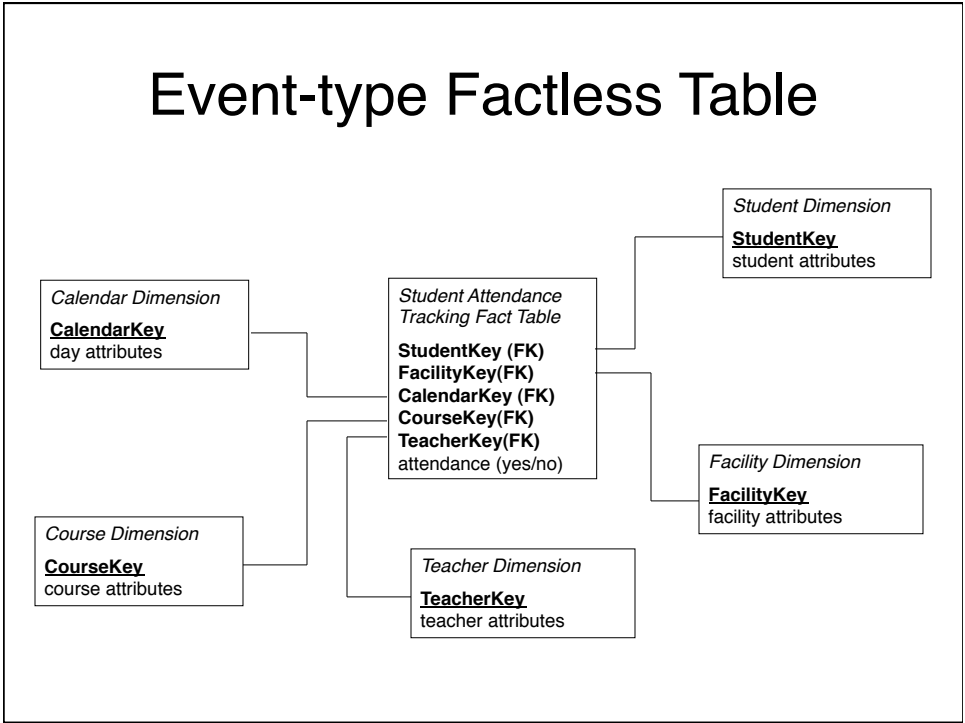 Event-type Factless Table
Student Dimension
StudentKey
student attributes
Calendar Dimension
CalendarKey
day attributes
Student Attendance
Tracking Fact Table
StudentKey (FK)
FacilityKey(FK)
CalendarKey (FK)
CourseKey(FK)
TeacherKey(FK)
attendance (yes/no)
Facility Dimension
FacilityKey
facility attributes
Course Dimension
CourseKey
course attributes
Teacher Dimension
TeacherKey
teacher attributes